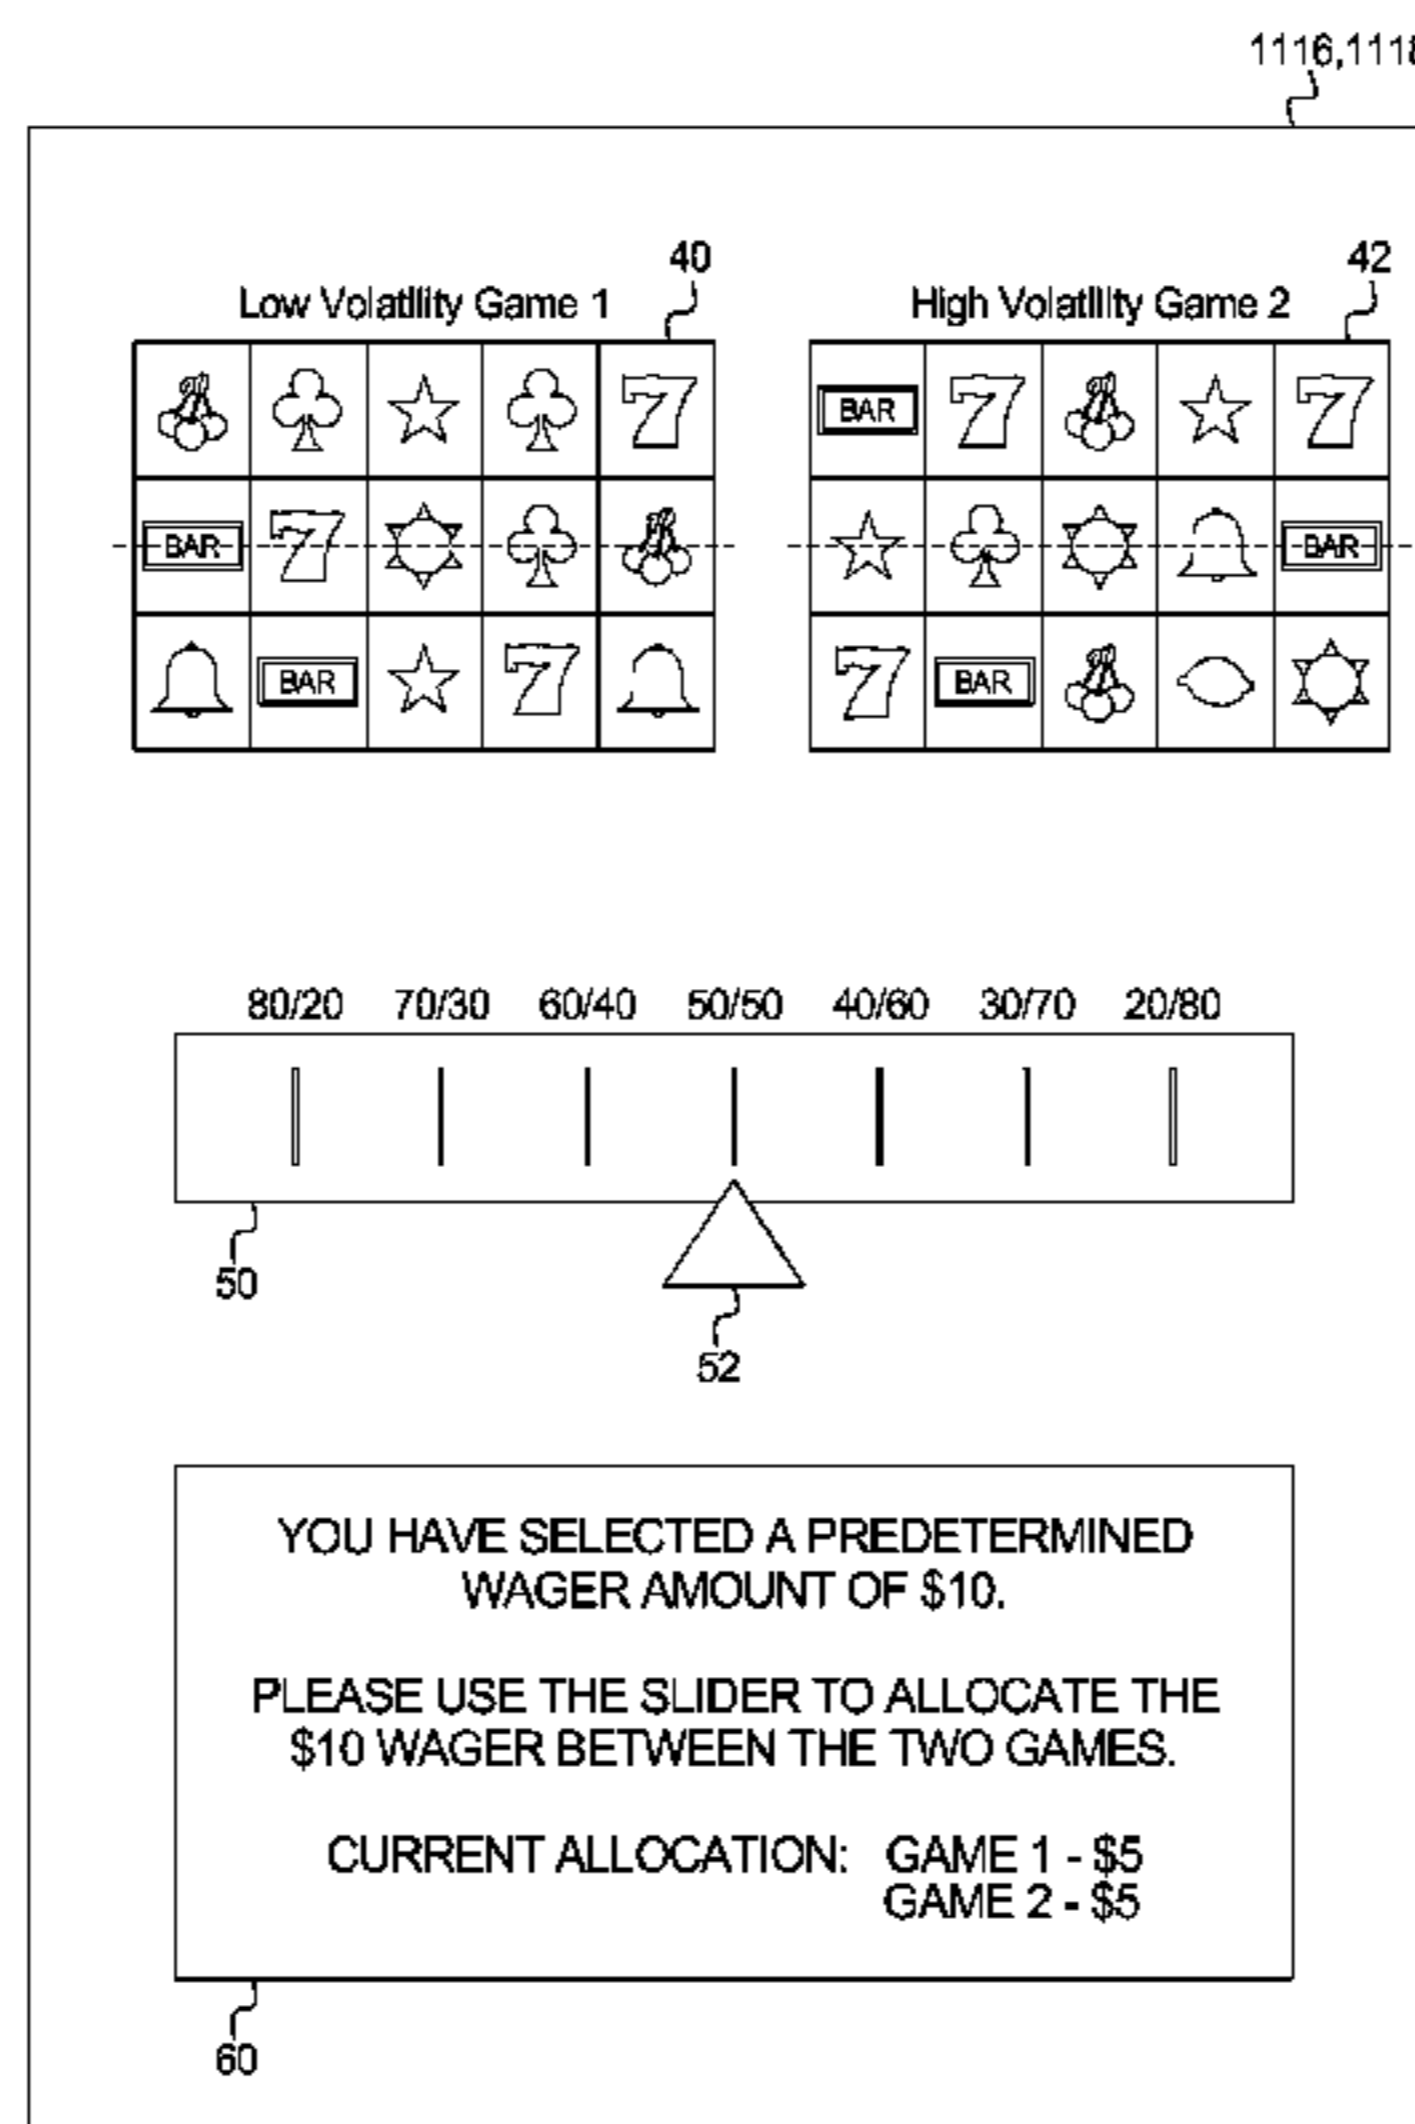 1116,1118
40
42
Low Volatility Game 1
High Volatility Game 2
BAR
BAR
BAR
BAR
BAR
80/20 70/30 60/40 50/50 40/60 30/70 20/80
50
52
YOU HAVE SELECTED A PREDETERMINED
WAGER AMOUNT OF $10.
PLEASE USE THE SLIDER TO ALLOCATE THE
$10 WAGER BETWEEN THE TWO GAMES.
CURRENT ALLOCATION: GAME 1 - $5
GAME 2 - $5
60